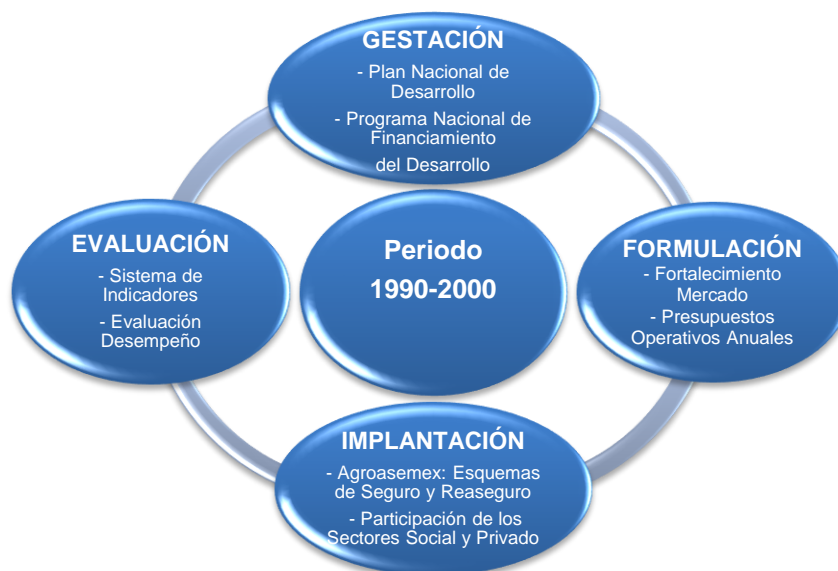 GESTACIÓN
- Plan Nacional de
Desarrollo
- Programa Nacional de
Financiamiento
del Desarrollo
EVALUACIÓN
- Sistema de
Indicadores
- Evaluación
Desempeño
Periodo
1990-2000
FORMULACIÓN
- Fortalecimiento
Mercado
- Presupuestos
Operativos Anuales
IMPLANTACIÓN
- Agroasemex: Esquemas
de Seguro y Reaseguro
- Participación de los
Sectores Social y Privado